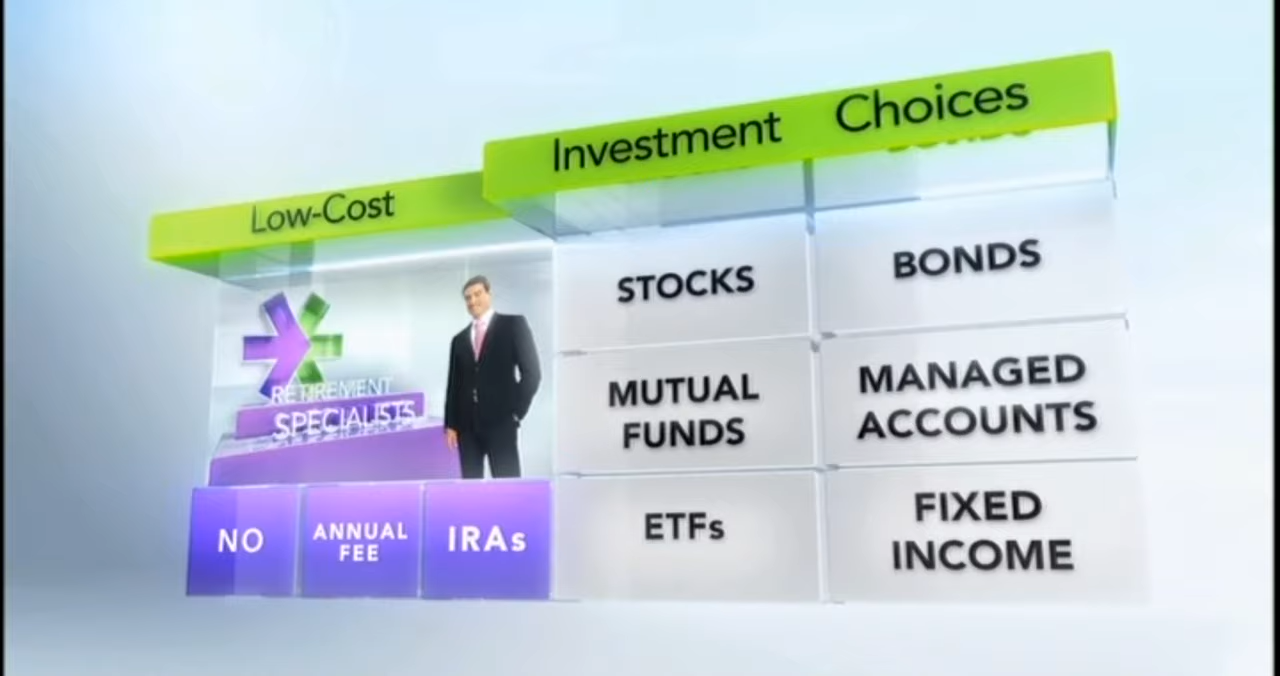 Low-Cost
Investment Choices
RETIREMENT
SPECIALISTS
NO
ANNUAL
FEE
IRAs
STOCKS
BONDS
MUTUAL
FUNDS
MANAGED
ACCOUNTS
ETFs
FIXED
INCOME